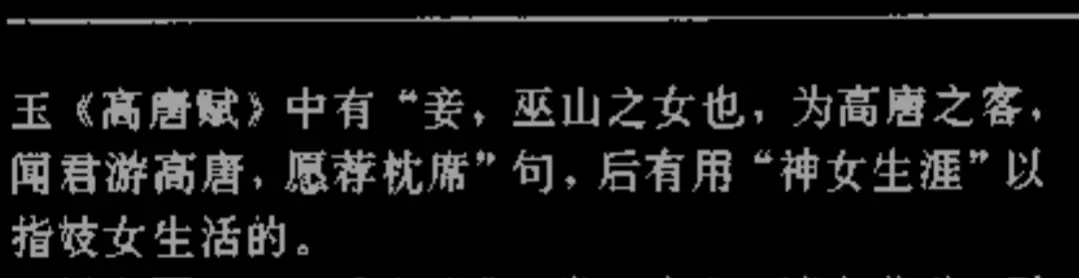 玉《高唐赋》中有“妾，巫山之女也，为高唐之客，
闻君游高唐，愿荐枕席”句，后有用“神女生涯”以
指妓女生活的。